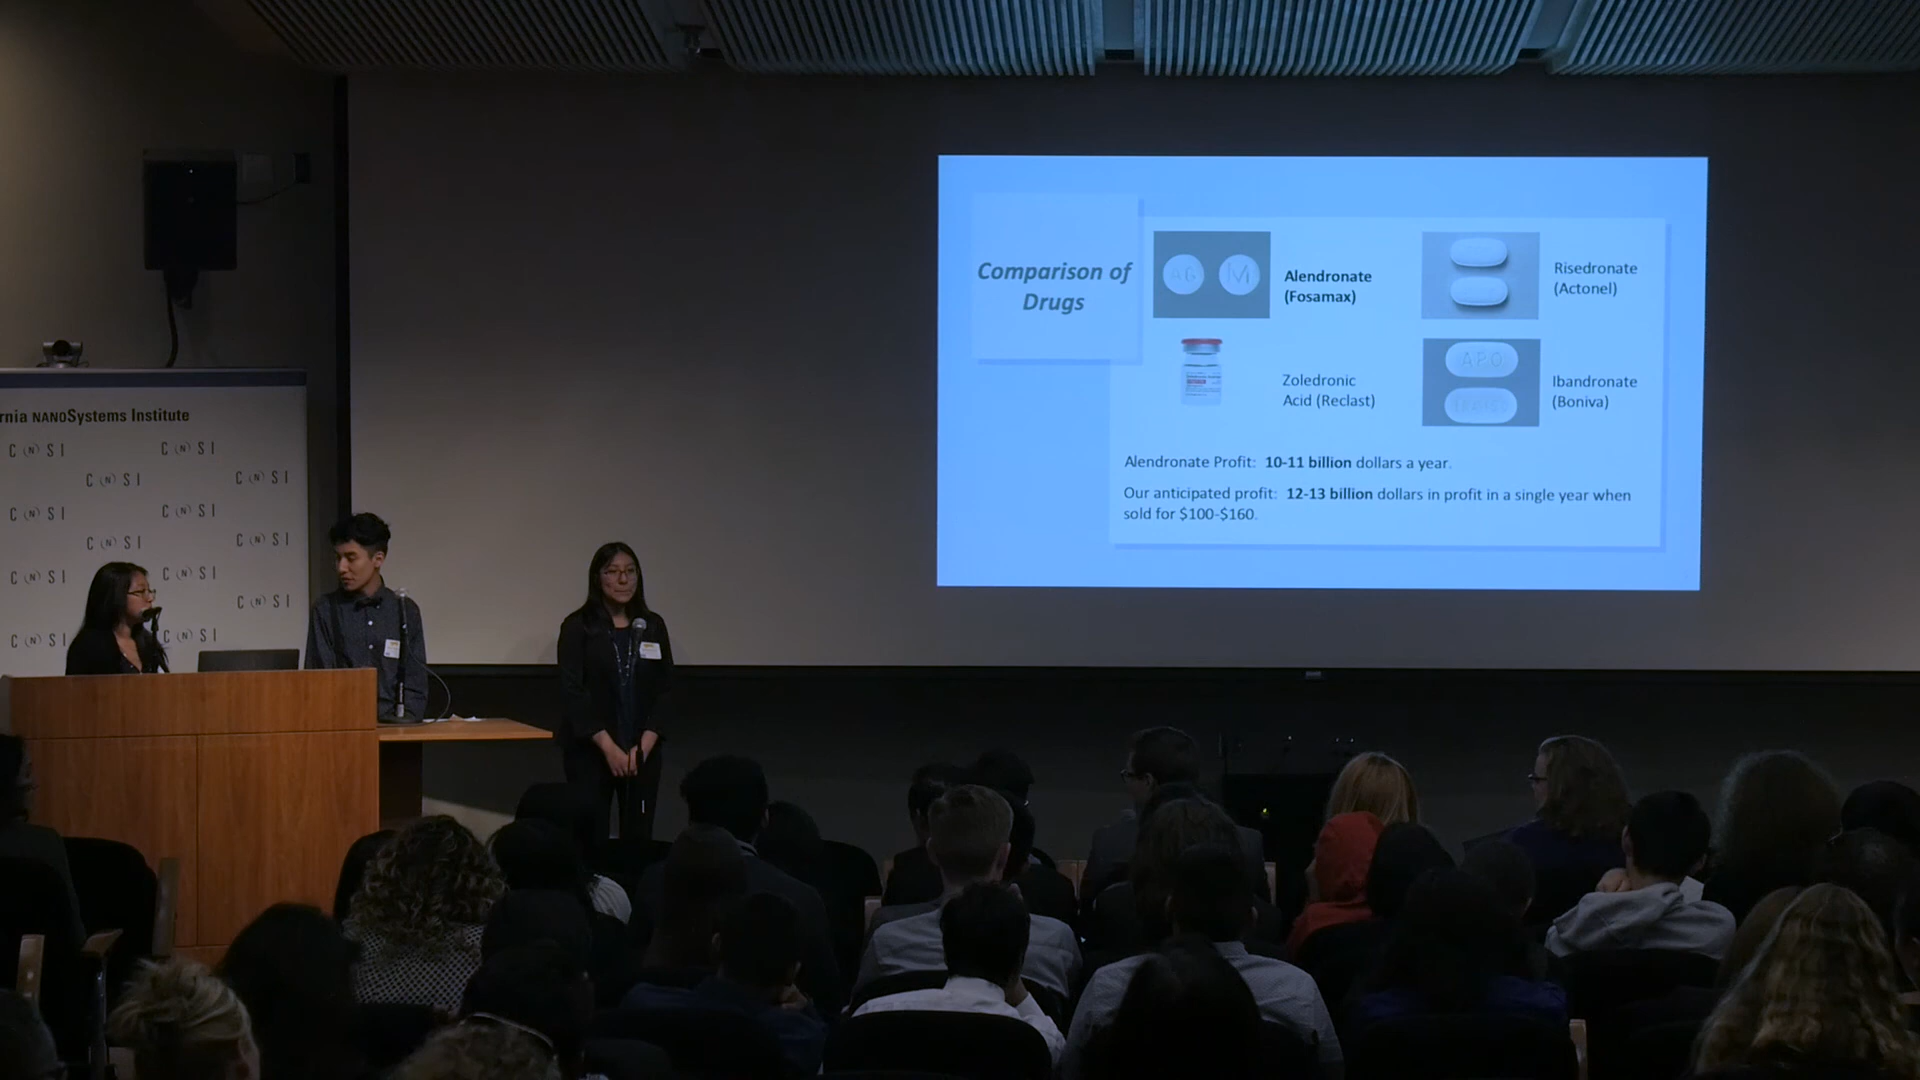 Comparison of
Drugs
AG M
Alendronate
(Fosamax)
Risedronate
(Actonel)
Zoledronic
Acid (Reclast)
APO
Ibandronate
(Boniva)
Alendronate Profit: 10-11 billion dollars a year.
Our anticipated profit: 12-13 billion dollars in profit in a single year when
sold for $100-$160.
rnia NANOSystems Institute
C (N) S I C (N) S I
C (N) S I C (N) S I
C (N) S I C (N) S I
C (N) S I C (N) S I
C (N) S I C (N) S I
C (N) S I
C (N) S I C (N) S I